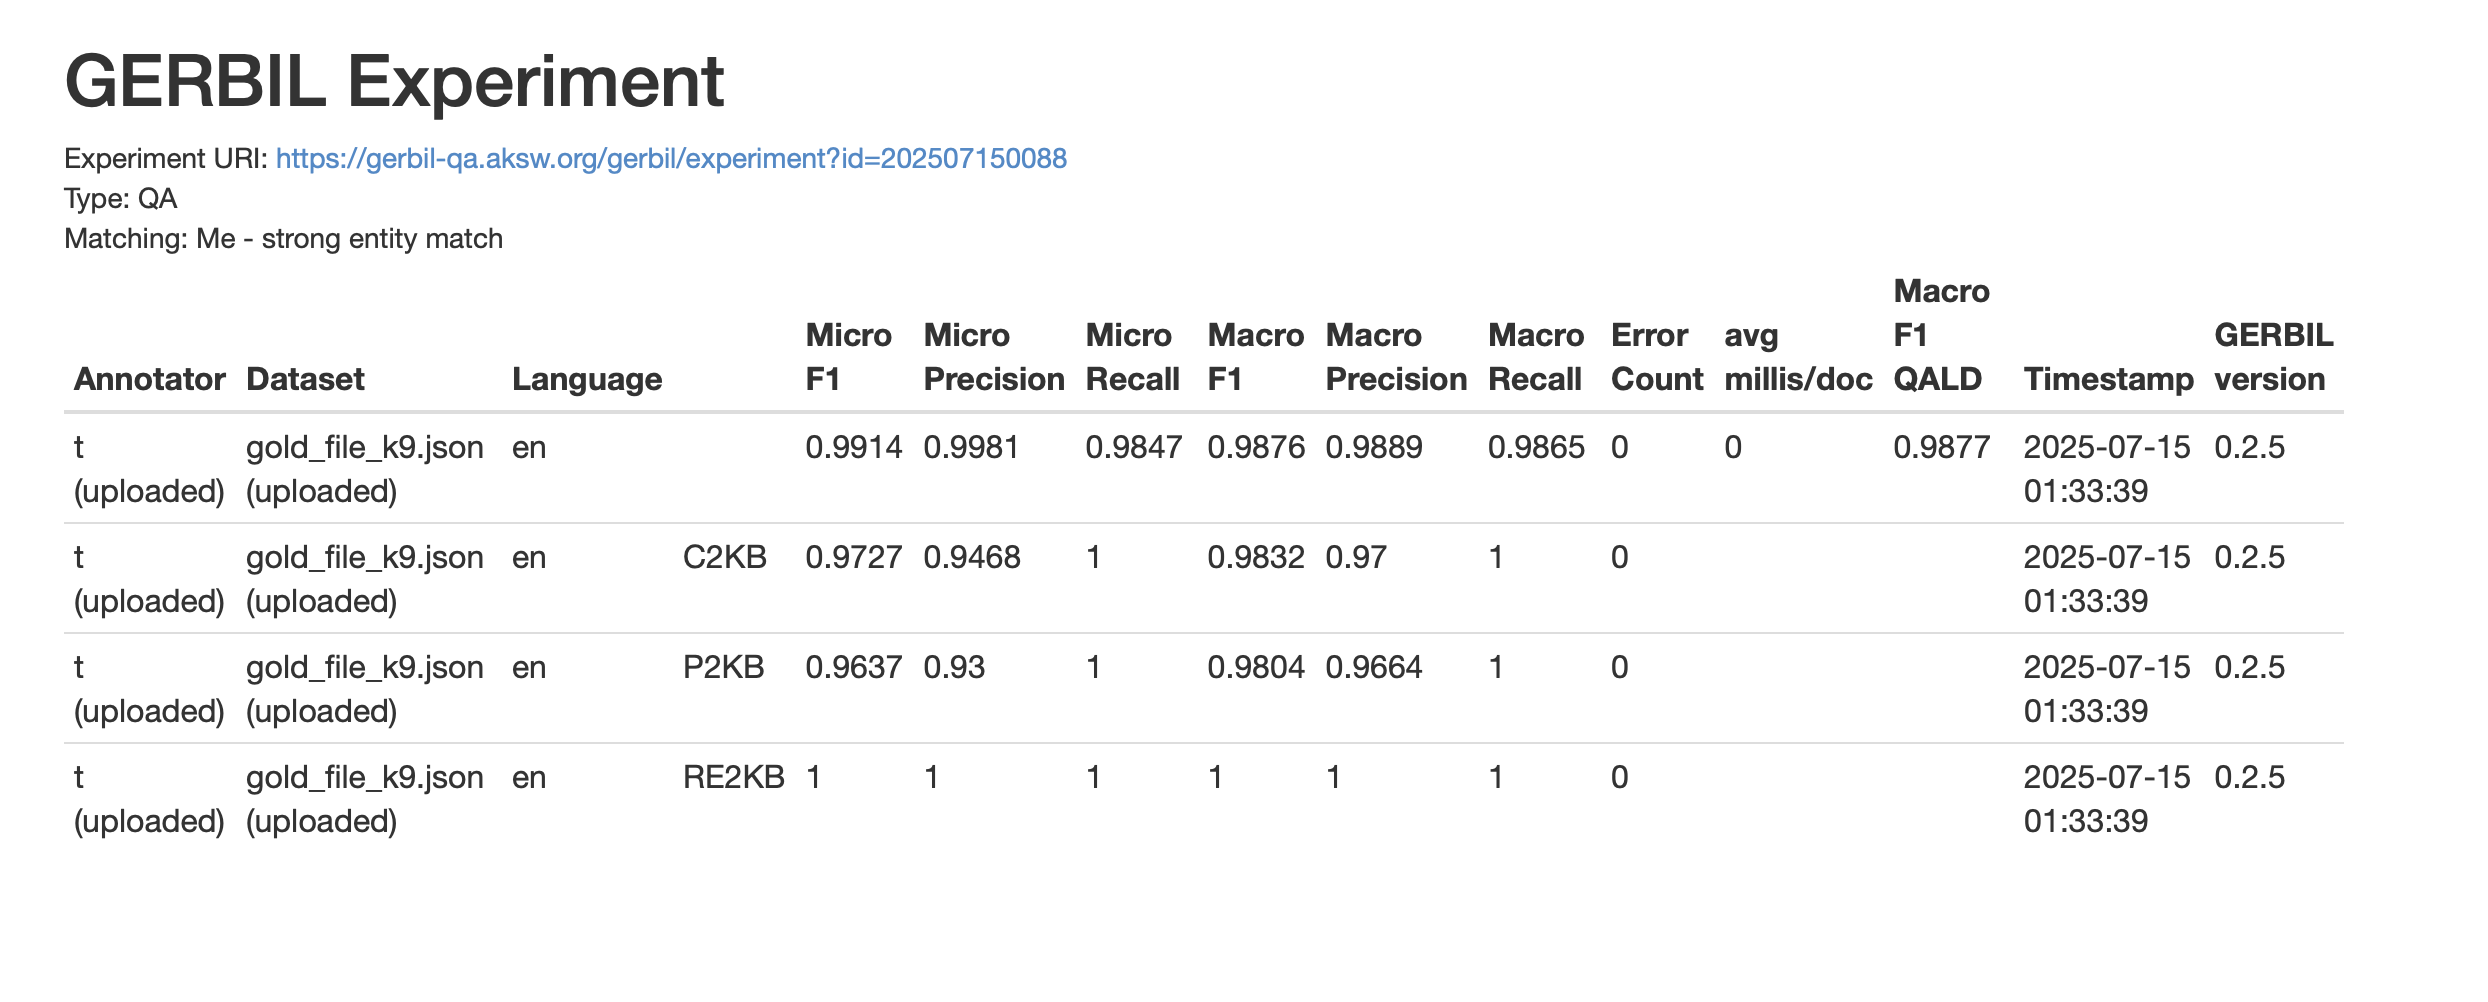 GERBIL Experiment
Experiment URI: https://gerbil-qa.aksw.org/gerbil/experiment?id=202507150088
Type: QA
Matching: Me - strong entity match
Annotator Dataset Language Micro F1 Micro Precision Micro Recall Macro F1 Macro Precision Macro Recall Error Count avg millis/doc Macro F1 QALD Timestamp GERBIL version
t (uploaded) gold_file_k9.json (uploaded) en 0.9914 0.9981 0.9847 0.9876 0.9889 0.9865 0 0 0.9877 2025-07-15 01:33:39 0.2.5
t (uploaded) gold_file_k9.json (uploaded) en C2KB 0.9727 0.9468 1 0.9832 0.97 1 0 2025-07-15 01:33:39 0.2.5
t (uploaded) gold_file_k9.json (uploaded) en P2KB 0.9637 0.93 1 0.9804 0.9664 1 0 2025-07-15 01:33:39 0.2.5
t (uploaded) gold_file_k9.json (uploaded) en RE2KB 1 1 1 1 1 1 0 2025-07-15 01:33:39 0.2.5